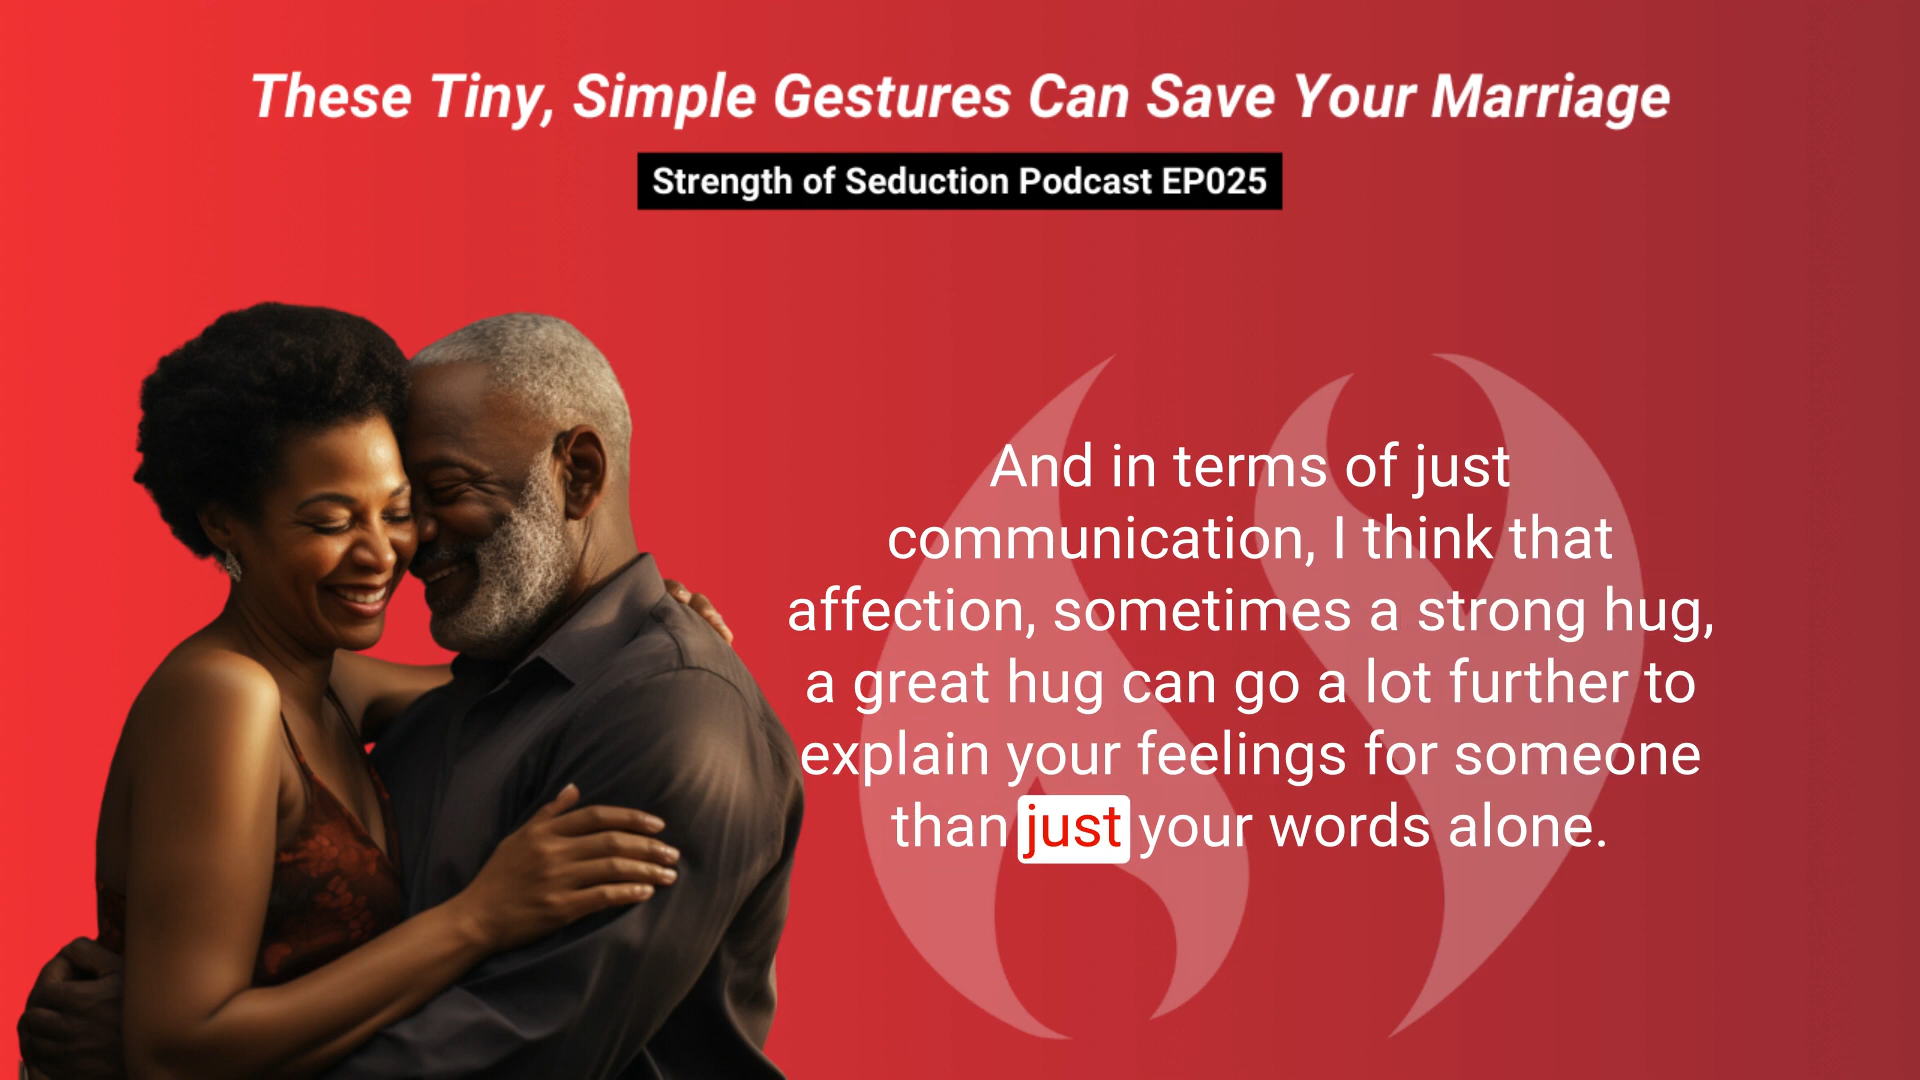 These Tiny, Simple Gestures Can Save Your Marriage
Strength of Seduction Podcast EP025
And in terms of just
communication, I think that
affection, sometimes a strong hug,
a great hug can go a lot further to
explain your feelings for someone
than just your words alone.